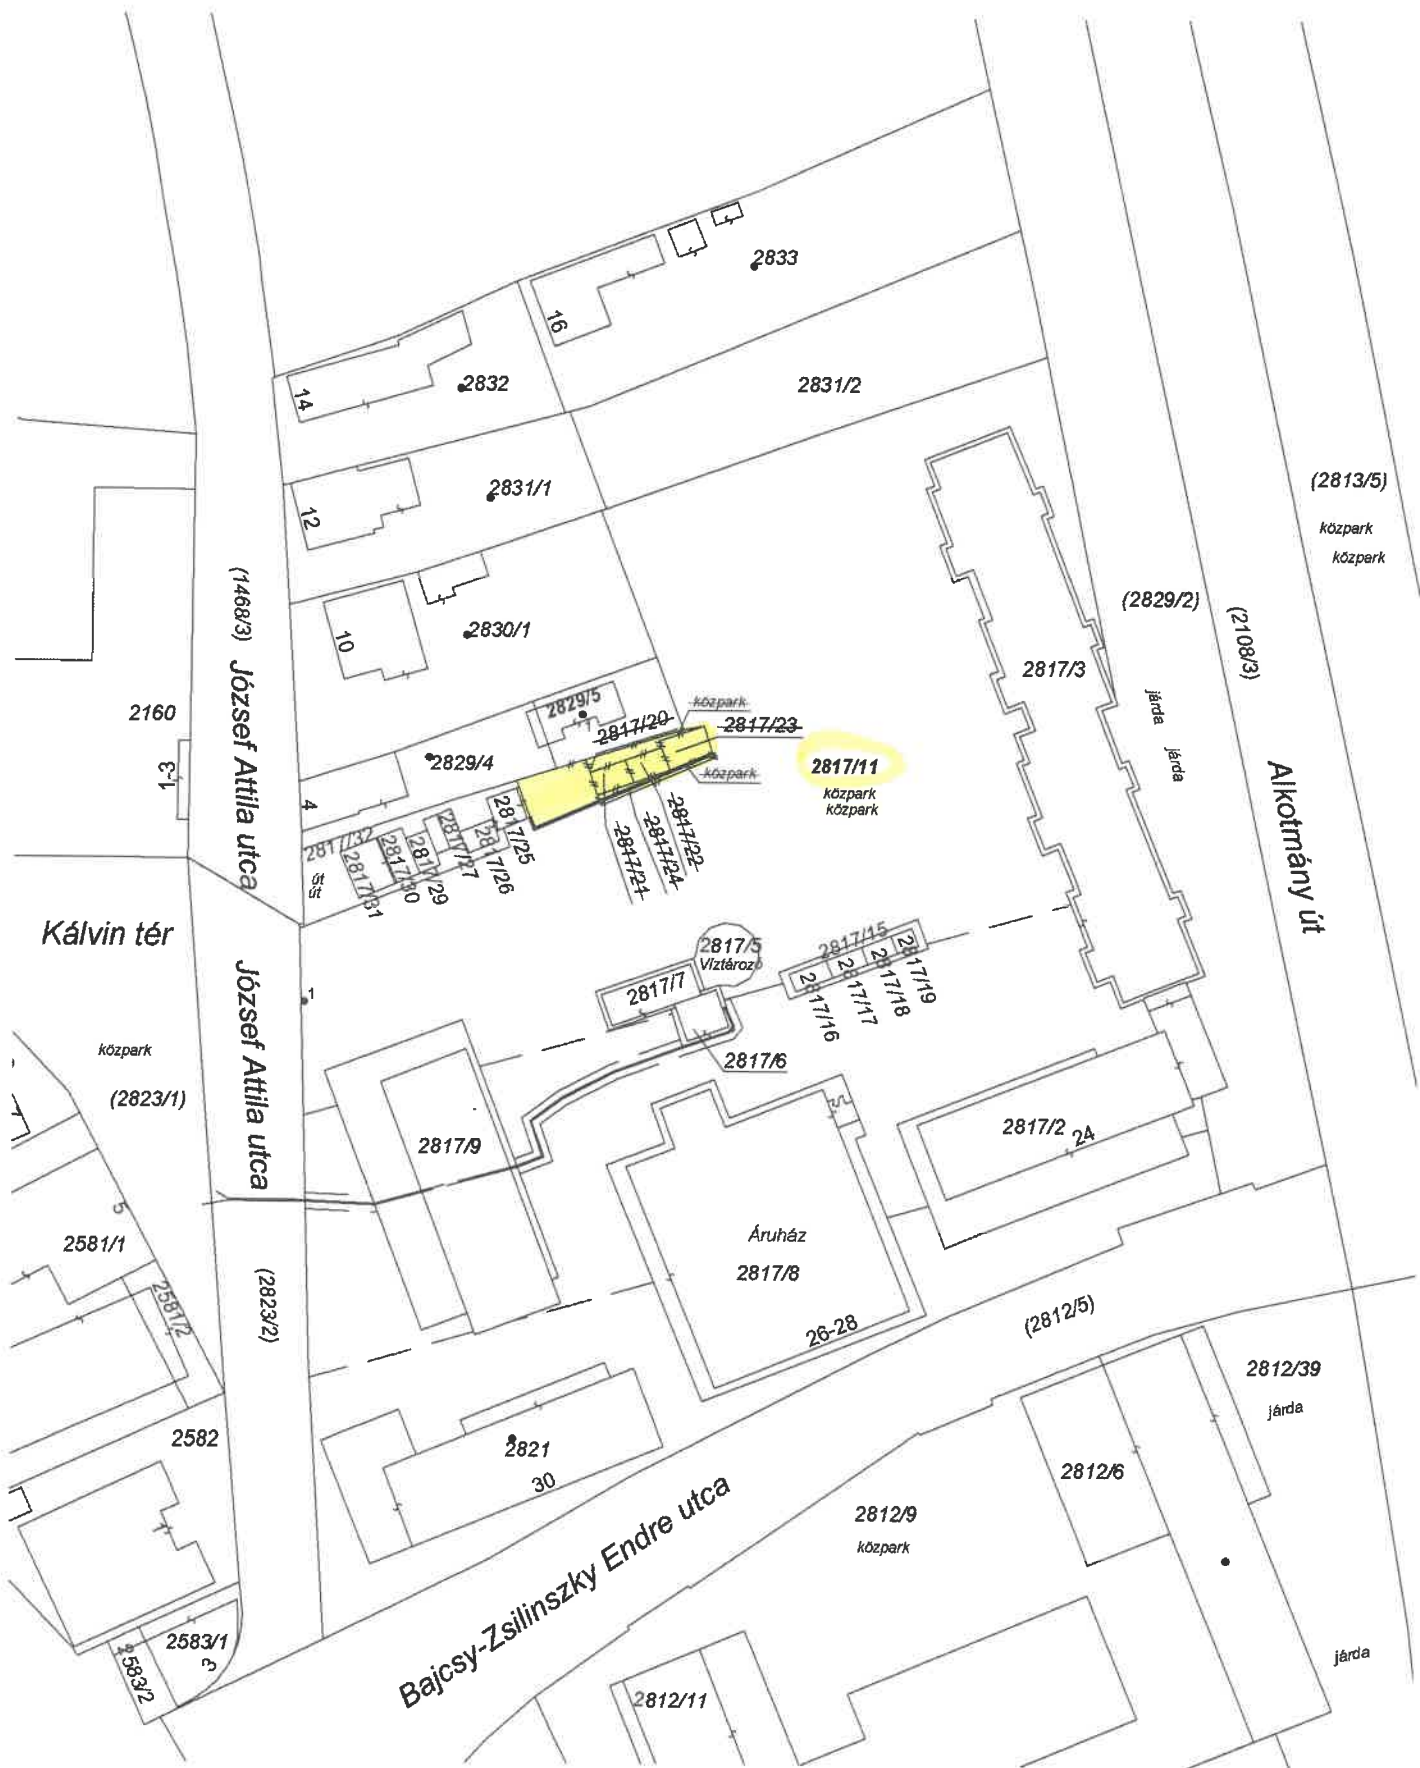 2833
16
2832
14
2831/2
2831/1
12
(2813/5)
közpark
közpark
(1468/3)
József Attila utca
10
2830/1
(2829/2)
(2108/3)
2817/3
járda
járda
Alkotmány út
2160
1-3
2829/5
közpark
2817/20
2817/23
2829/4
4
közpark
2817/11
közpark
közpark
2817/32
2817/31
2817/30
2817/29
2817/27
2817/26
2817/25
2817/21
2817/24
2817/22
út
út
Kálvin tér
József Attila utca
1
2817/5
Víztározó
2817/7
2817/6
2817/15
2817/16
2817/17
2817/18
2817/19
közpark
(2823/1)
2817/9
2817/2
24
5
2581/1
2581/2
(2823/2)
Áruház
2817/8
26-28
(2812/5)
2812/39
járda
2582
2821
30
2812/6
2812/9
közpark
Bajcsy-Zsilinszky Endre utca
2583/1
3
2583/2
2812/11
járda